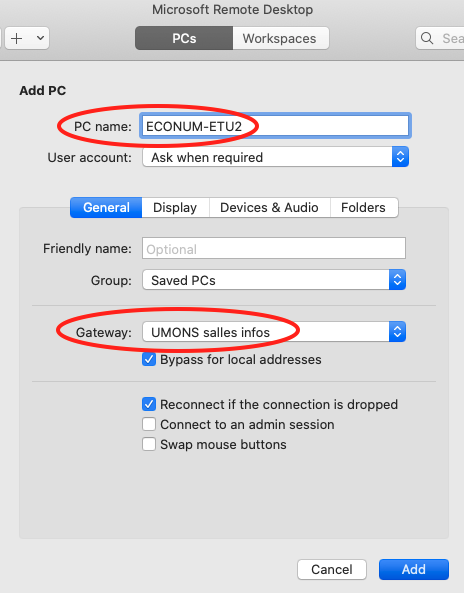 Microsoft Remote Desktop
PCs Workspaces Sea
Add PC
PC name: ECONUM-ETU2
User account: Ask when required
General Display Devices & Audio Folders
Friendly name: Optional
Group: Saved PCs
Gateway: UMONS salles infos
Bypass for local addresses
Reconnect if the connection is dropped
Connect to an admin session
Swap mouse buttons
Cancel Add